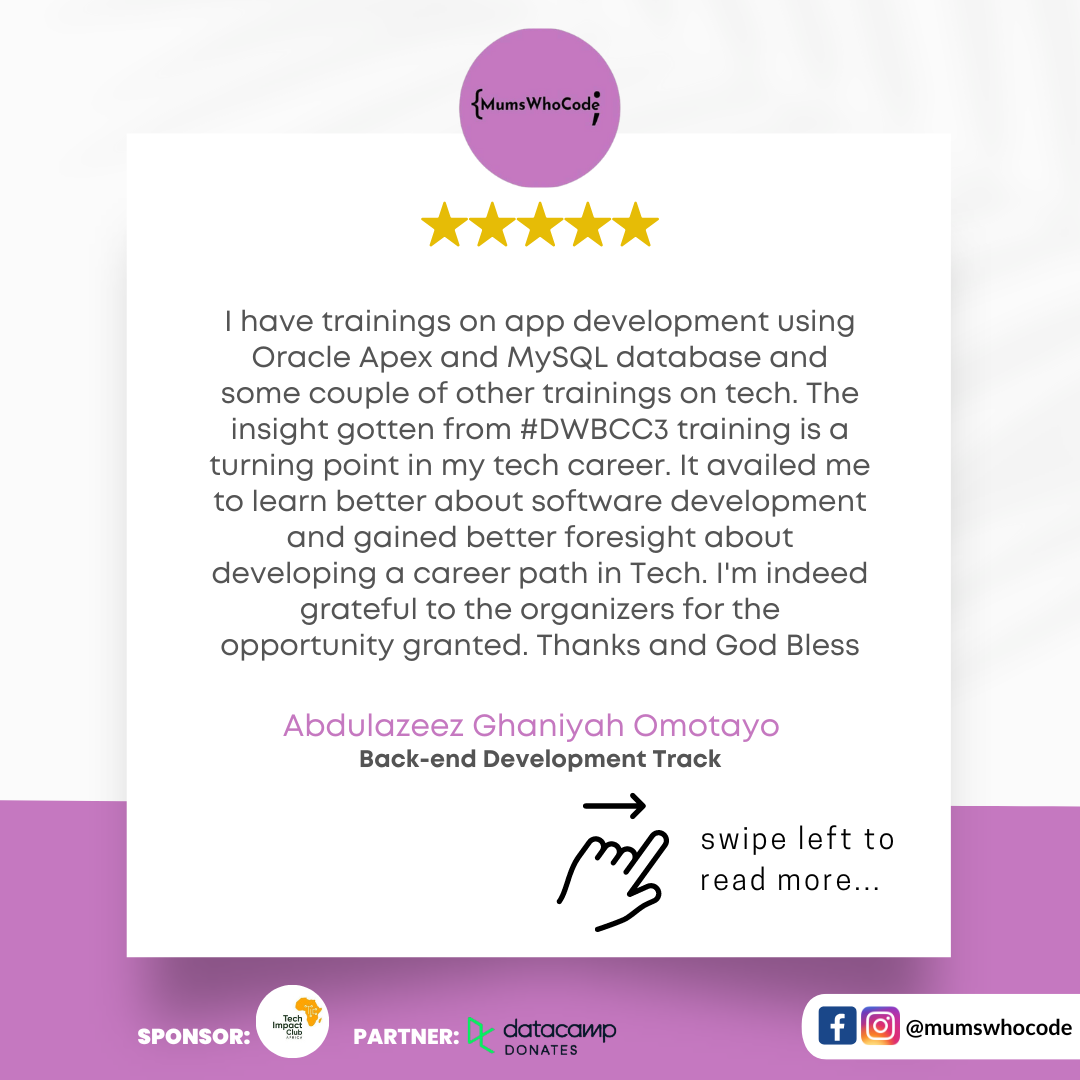 {MumsWhoCode;
I have trainings on app development using
Oracle Apex and MySQL database and
some couple of other trainings on tech. The
insight gotten from #DWBCC3 training is a
turning point in my tech career. It availed me
to learn better about software development
and gained better foresight about
developing a career path in Tech. I'm indeed
grateful to the organizers for the
opportunity granted. Thanks and God Bless
Abdulazeez Ghaniyah Omotayo
Back-end Development Track
swipe left to
read more...
SPONSOR:
Tech
Impact
Club
AFRICA
PARTNER:
datacamp
DONATES
@mumswhocode